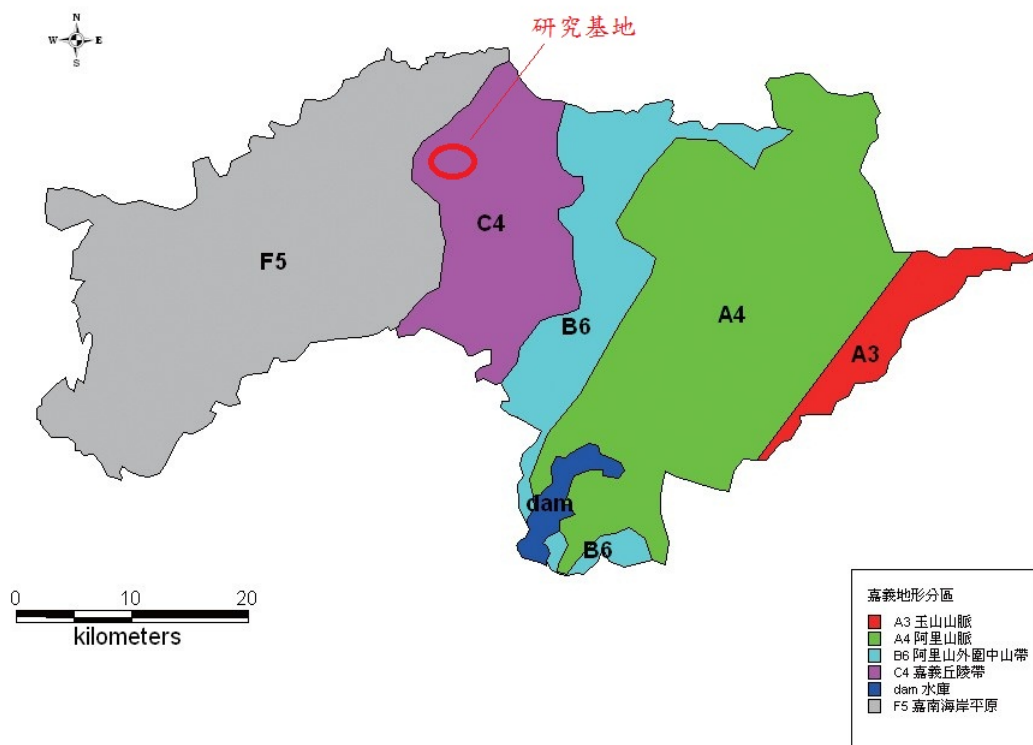 研究基地
N
W E
S
C4
F5
B6
A4
A3
dam
B6
0 10 20
kilometers
嘉義地形分區
A3 玉山山脈
A4 阿里山脈
B6 阿里山外圍中山帶
C4 嘉義丘陵帶
dam 水庫
F5 嘉南海岸平原